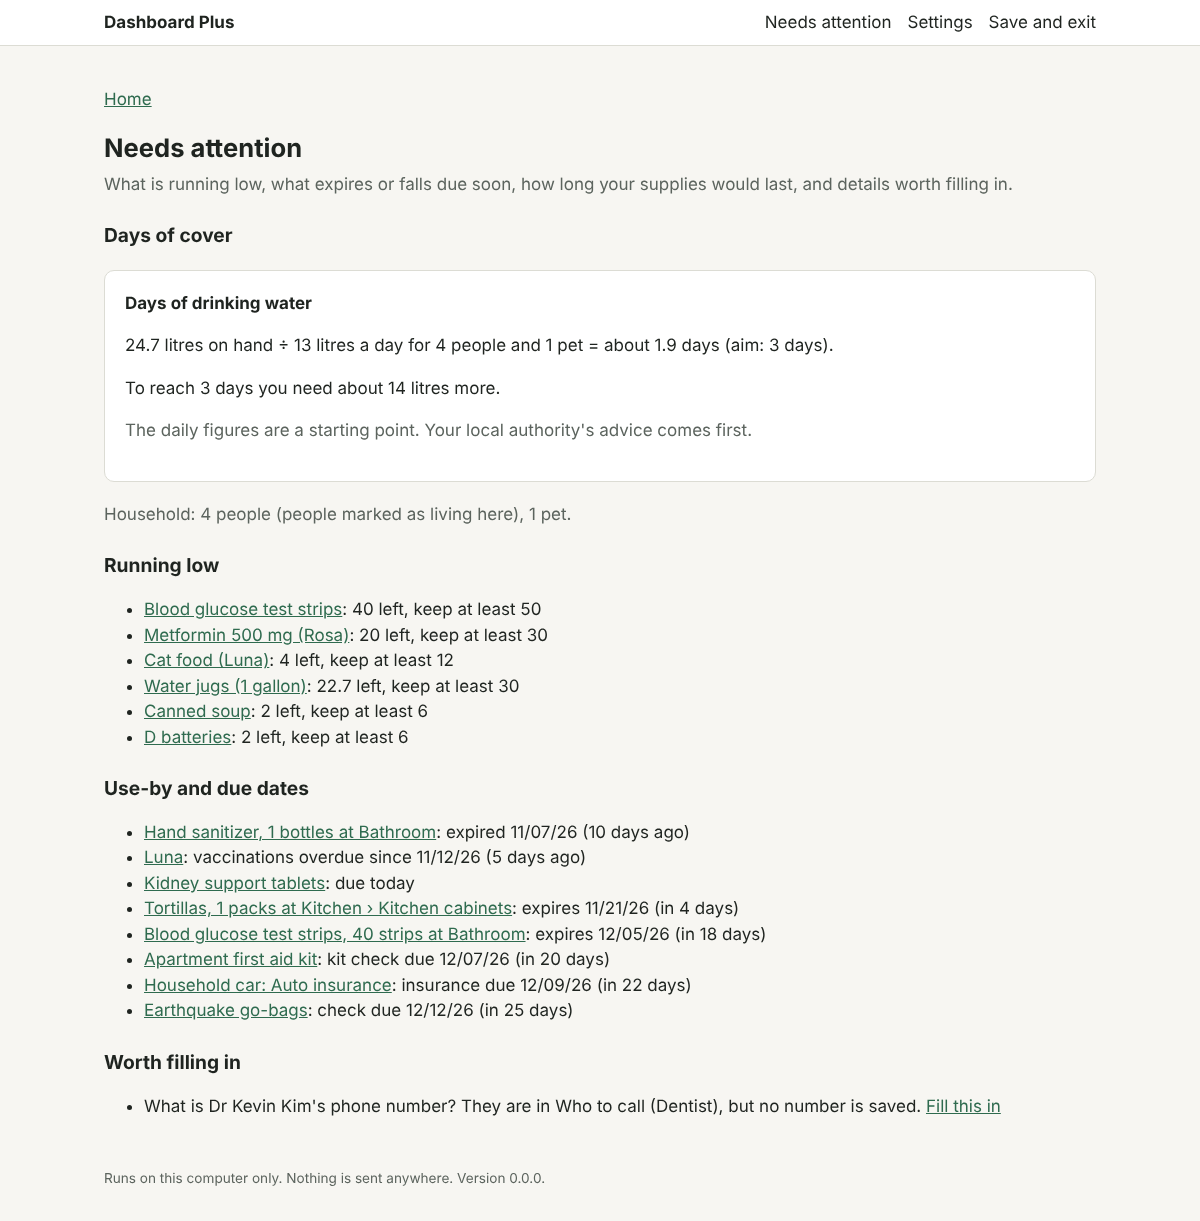 Dashboard Plus
Needs attention
Settings
Save and exit
Home
Needs attention
What is running low, what expires or falls due soon, how long your supplies would last, and details worth filling in.
Days of cover
Days of drinking water
24.7 litres on hand ÷ 13 litres a day for 4 people and 1 pet = about 1.9 days (aim: 3 days).
To reach 3 days you need about 14 litres more.
The daily figures are a starting point. Your local authority's advice comes first.
Household: 4 people (people marked as living here), 1 pet.
Running low
Blood glucose test strips: 40 left, keep at least 50
Metformin 500 mg (Rosa): 20 left, keep at least 30
Cat food (Luna): 4 left, keep at least 12
Water jugs (1 gallon): 22.7 left, keep at least 30
Canned soup: 2 left, keep at least 6
D batteries: 2 left, keep at least 6
Use-by and due dates
Hand sanitizer, 1 bottles at Bathroom: expired 11/07/26 (10 days ago)
Luna: vaccinations overdue since 11/12/26 (5 days ago)
Kidney support tablets: due today
Tortillas, 1 packs at Kitchen › Kitchen cabinets: expires 11/21/26 (in 4 days)
Blood glucose test strips, 40 strips at Bathroom: expires 12/05/26 (in 18 days)
Apartment first aid kit: kit check due 12/07/26 (in 20 days)
Household car: Auto insurance: insurance due 12/09/26 (in 22 days)
Earthquake go-bags: check due 12/12/26 (in 25 days)
Worth filling in
What is Dr Kevin Kim's phone number? They are in Who to call (Dentist), but no number is saved. Fill this in
Runs on this computer only. Nothing is sent anywhere. Version 0.0.0.